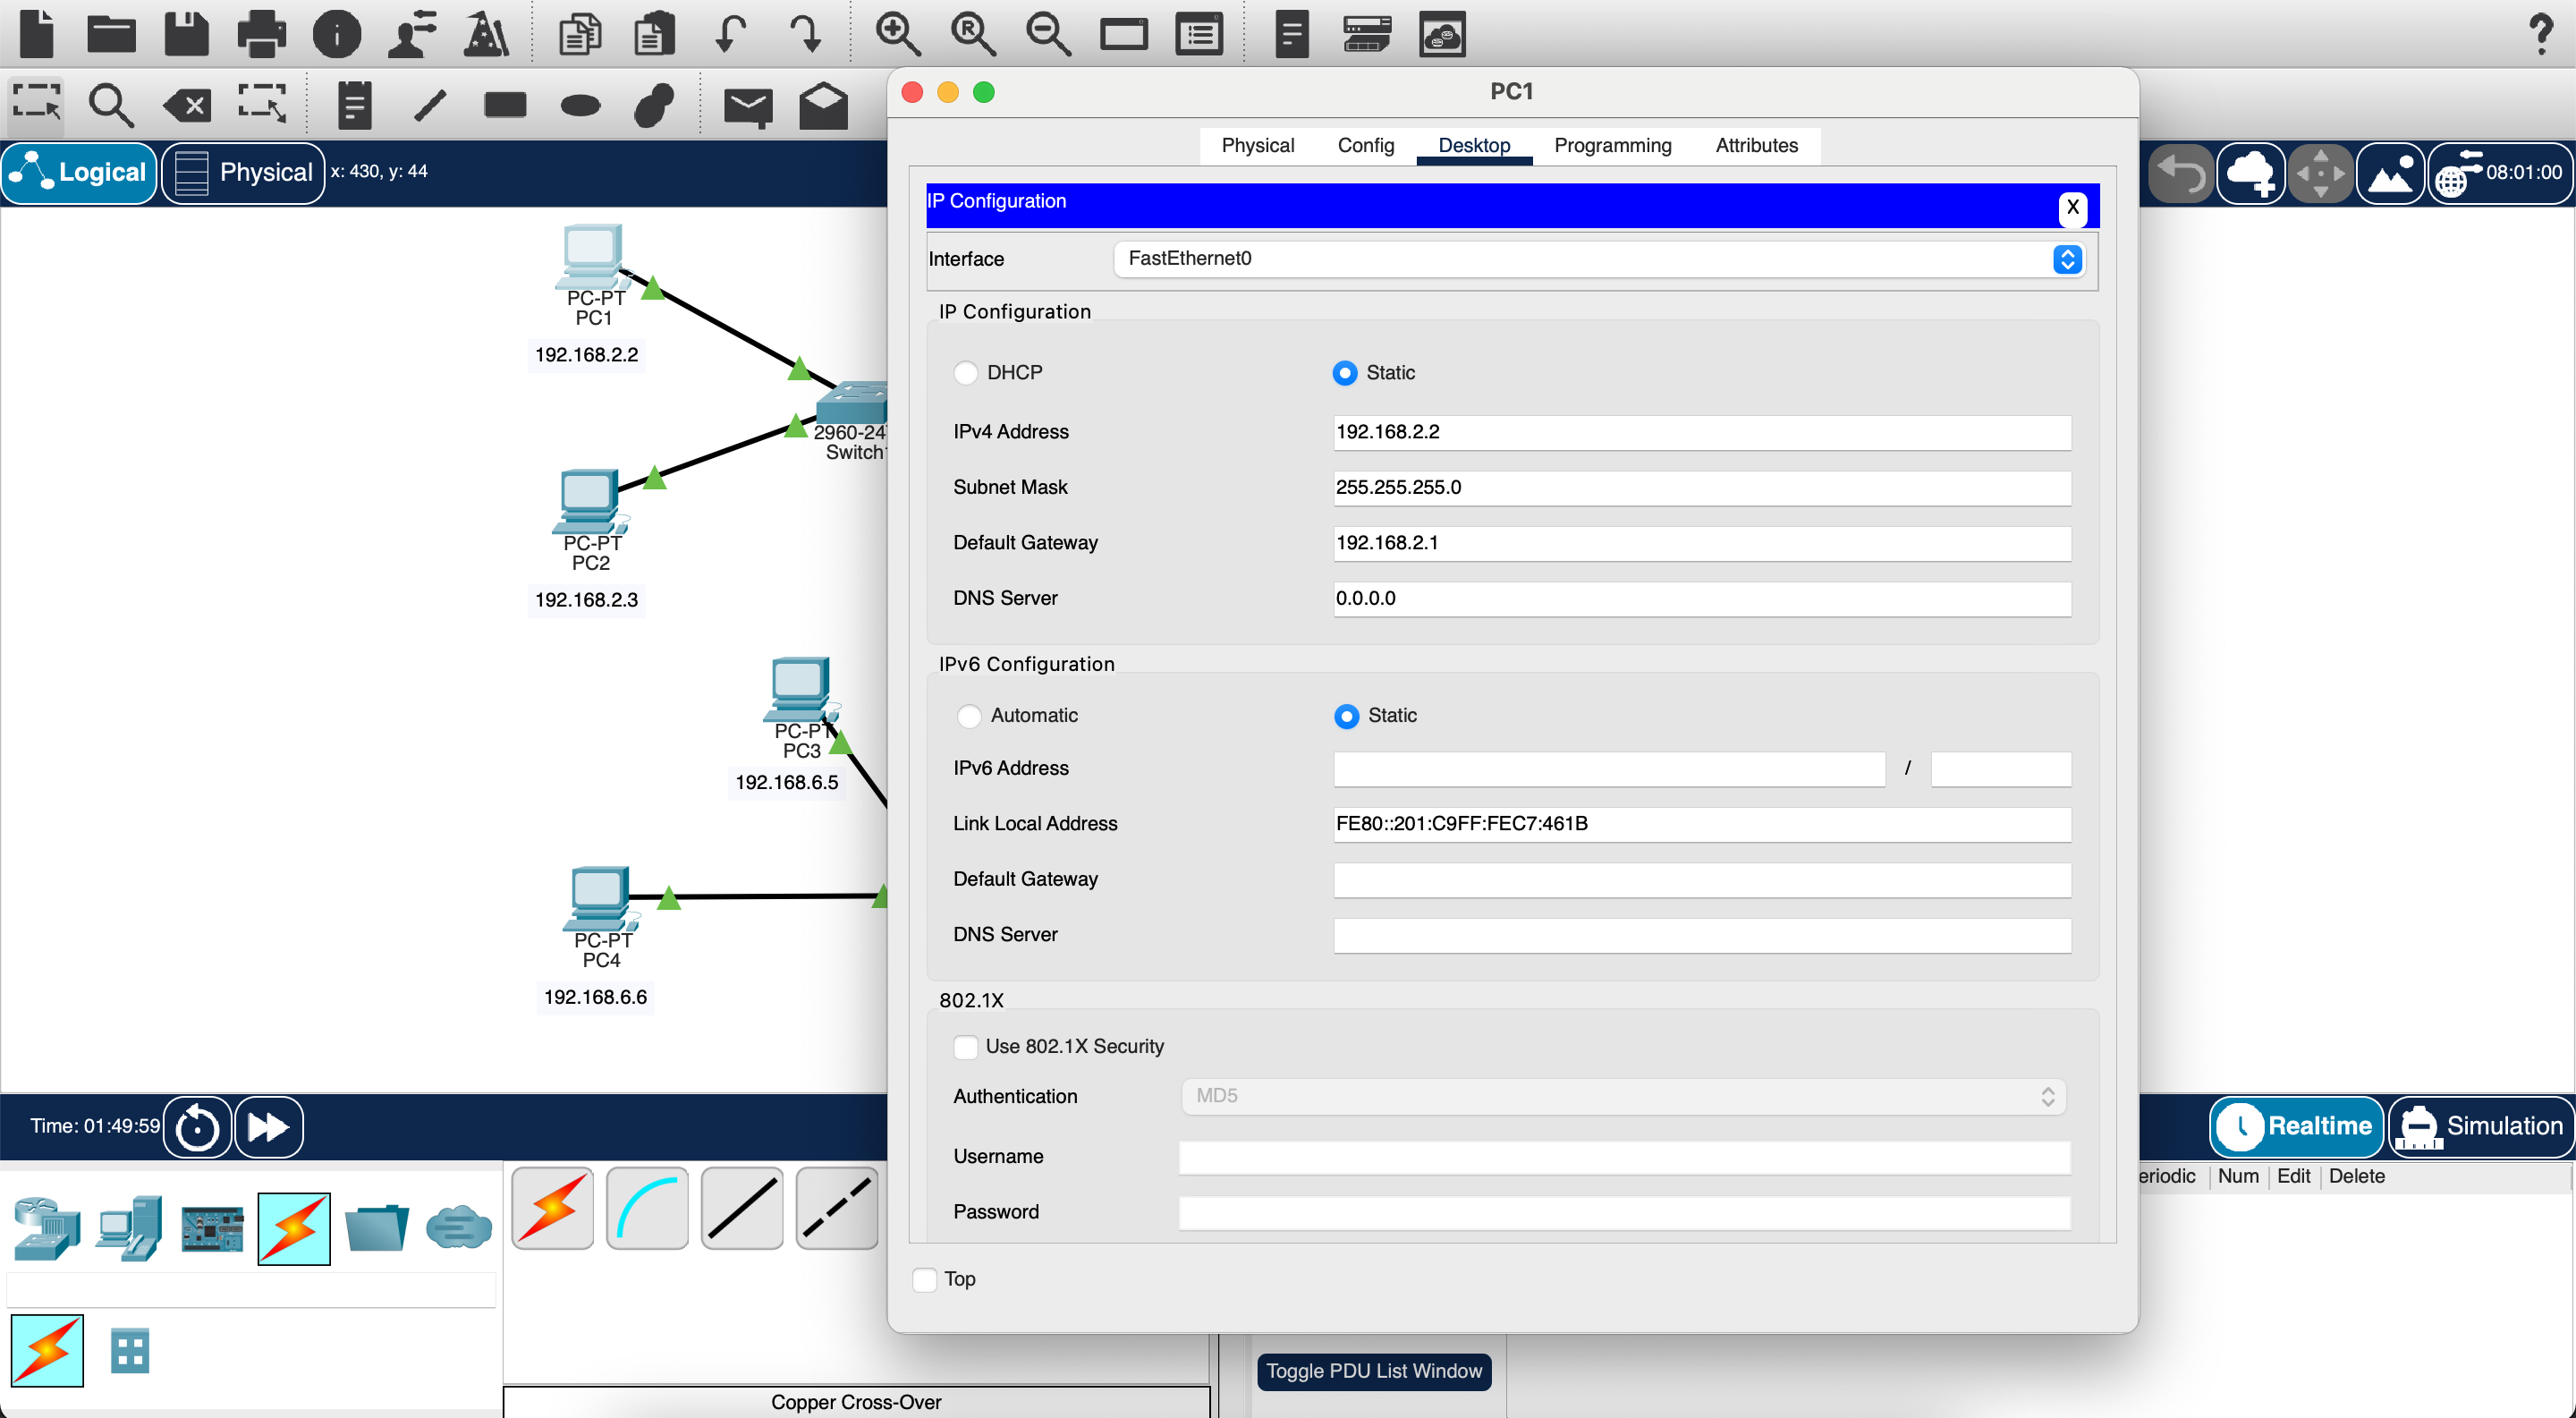 PC1
Logical
Physical
x: 430, y: 44
08:01:00
Physical
Config
Desktop
Programming
Attributes
IP Configuration
X
Interface
FastEthernet0
IP Configuration
DHCP
Static
IPv4 Address
192.168.2.2
Subnet Mask
255.255.255.0
Default Gateway
192.168.2.1
DNS Server
0.0.0.0
IPv6 Configuration
Automatic
Static
IPv6 Address
/
Link Local Address
FE80::201:C9FF:FEC7:461B
Default Gateway
DNS Server
802.1X
Use 802.1X Security
Authentication
MD5
Username
Password
Top
PC-PT
PC1
192.168.2.2
2960-24
Switch
PC-PT
PC2
192.168.2.3
PC-PT
PC3
192.168.6.5
PC-PT
PC4
192.168.6.6
Time: 01:49:59
Realtime
Simulation
eriodic
Num
Edit
Delete
Toggle PDU List Window
Copper Cross-Over